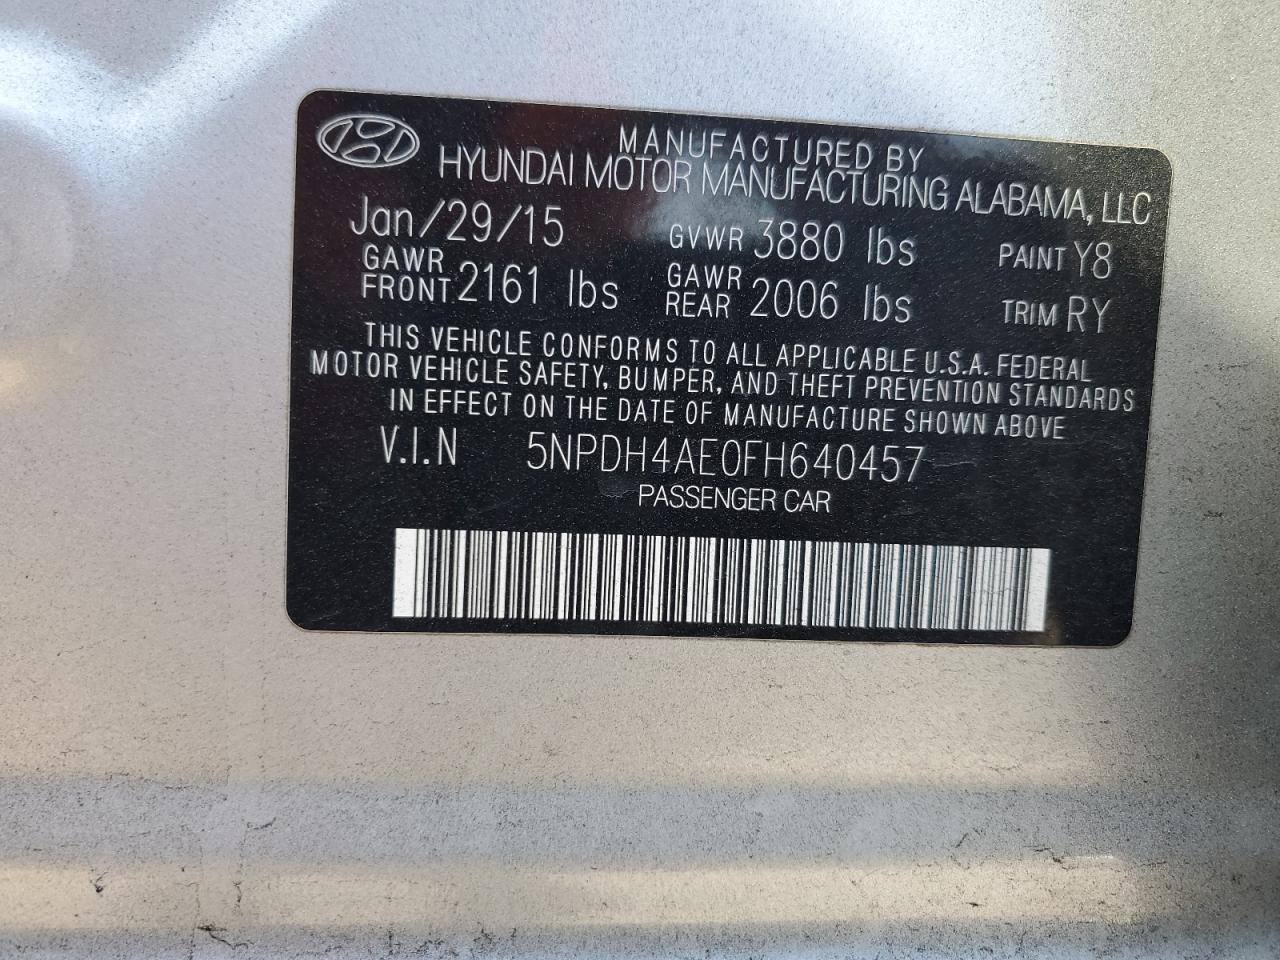 MANUFACTURED BY
HYUNDAI MOTOR MANUFACTURING ALABAMA, LLC
Jan/29/15 GVWR 3880 lbs PAINT Y8
GAWR FRONT 2161 lbs GAWR REAR 2006 lbs TRIM RY
THIS VEHICLE CONFORMS TO ALL APPLICABLE U.S.A. FEDERAL
MOTOR VEHICLE SAFETY, BUMPER, AND THEFT PREVENTION STANDARDS
IN EFFECT ON THE DATE OF MANUFACTURE SHOWN ABOVE
V.I.N 5NPDH4AE0FH640457
PASSENGER CAR